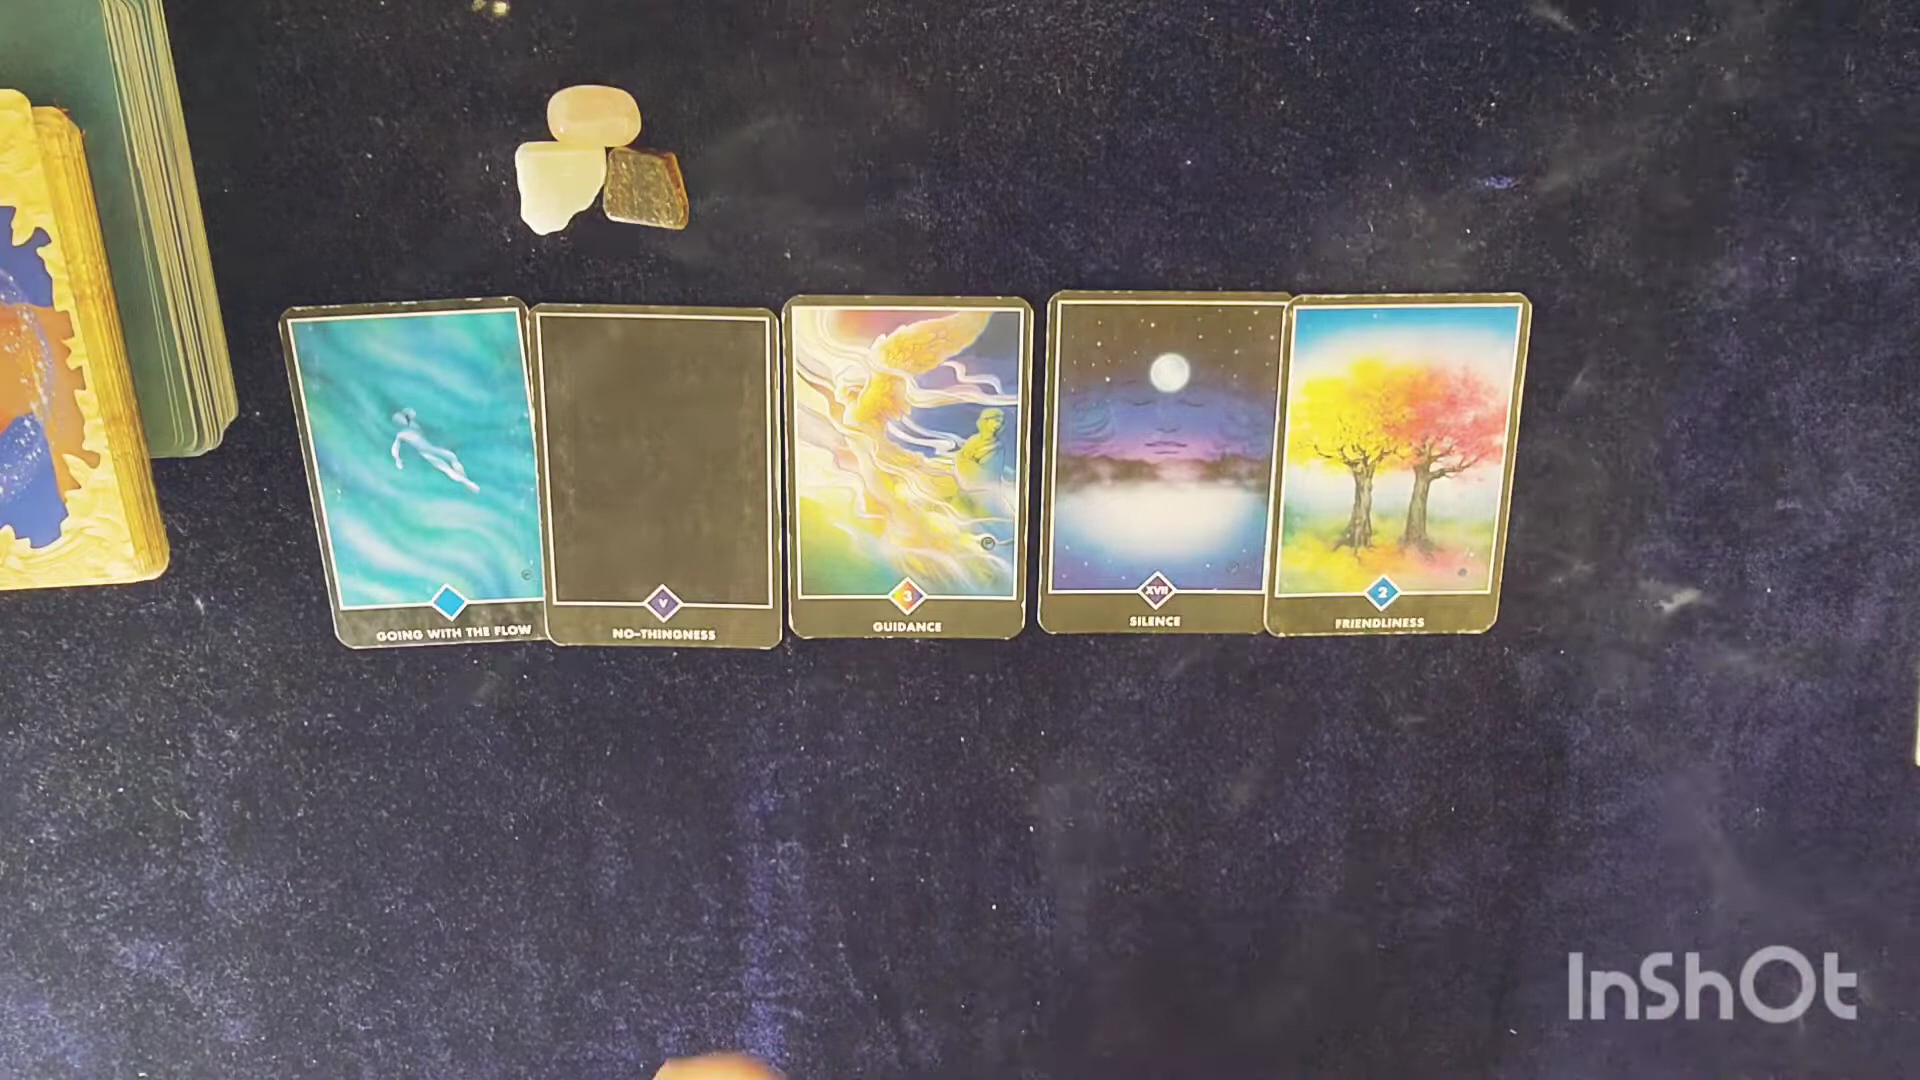 V
3
XVII
2
GOING WITH THE FLOW
NO-THINGNESS
GUIDANCE
SILENCE
FRIENDLINESS
InShOt